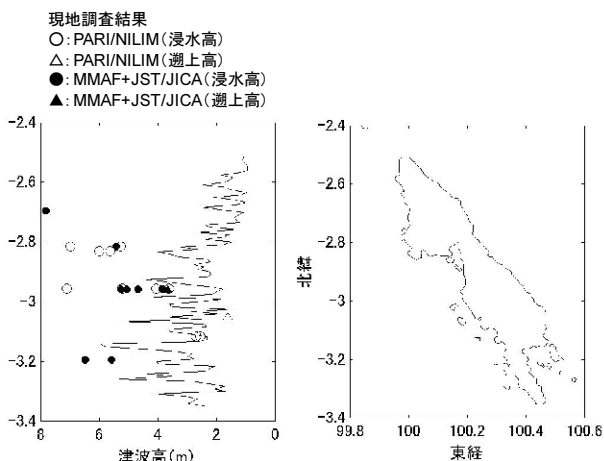 現地調査結果
○：PARI/NILIM（浸水高）
△：PARI/NILIM（遡上高）
●：MMAF+JST/JICA（浸水高）
▲：MMAF+JST/JICA（遡上高）
-2.4
-2.6
-2.8
-3
-3.2
-3.4
8
6
4
2
0
津波高(m)
北緯
-2.4
-2.6
-2.8
-3
-3.2
-3.4
99.8
100
100.2
100.4
100.6
東経